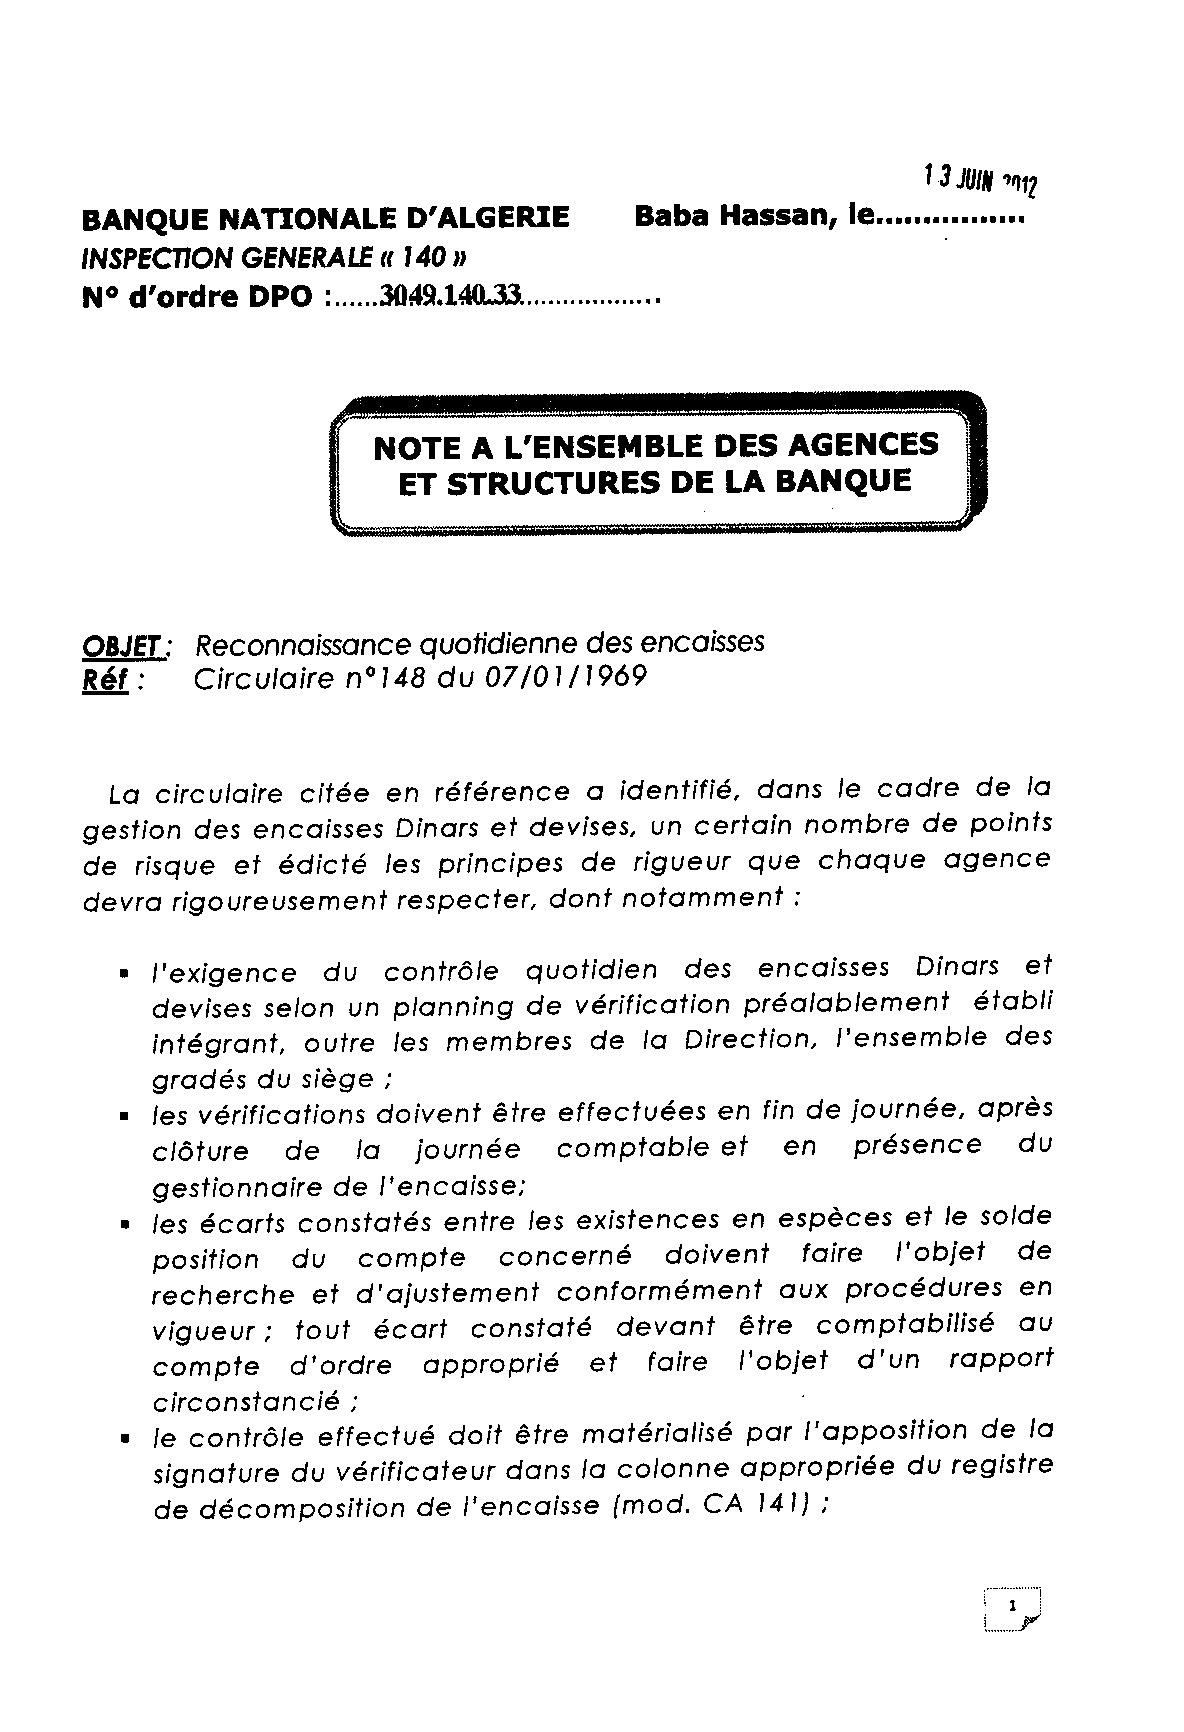 13 JUIN 2012
BANQUE NATIONALE D'ALGERIE Baba Hassan, le................
INSPECTION GENERALE « 140 »
N° d'ordre DPO :......3049.140.33..................
NOTE A L'ENSEMBLE DES AGENCES
ET STRUCTURES DE LA BANQUE
OBJET : Reconnaissance quotidienne des encaisses
Réf : Circulaire n°148 du 07/01/1969
La circulaire citée en référence a identifié, dans le cadre de la
gestion des encaisses Dinars et devises, un certain nombre de points
de risque et édicté les principes de rigueur que chaque agence
devra rigoureusement respecter, dont notamment :
▪ l'exigence du contrôle quotidien des encaisses Dinars et
devises selon un planning de vérification préalablement établi
intégrant, outre les membres de la Direction, l'ensemble des
gradés du siège ;
▪ les vérifications doivent être effectuées en fin de journée, après
clôture de la journée comptable et en présence du
gestionnaire de l'encaisse;
▪ les écarts constatés entre les existences en espèces et le solde
position du compte concerné doivent faire l'objet de
recherche et d'ajustement conformément aux procédures en
vigueur ; tout écart constaté devant être comptabilisé au
compte d'ordre approprié et faire l'objet d'un rapport
circonstancié ;
▪ le contrôle effectué doit être matérialisé par l'apposition de la
signature du vérificateur dans la colonne appropriée du registre
de décomposition de l'encaisse (mod. CA 141) ;
1